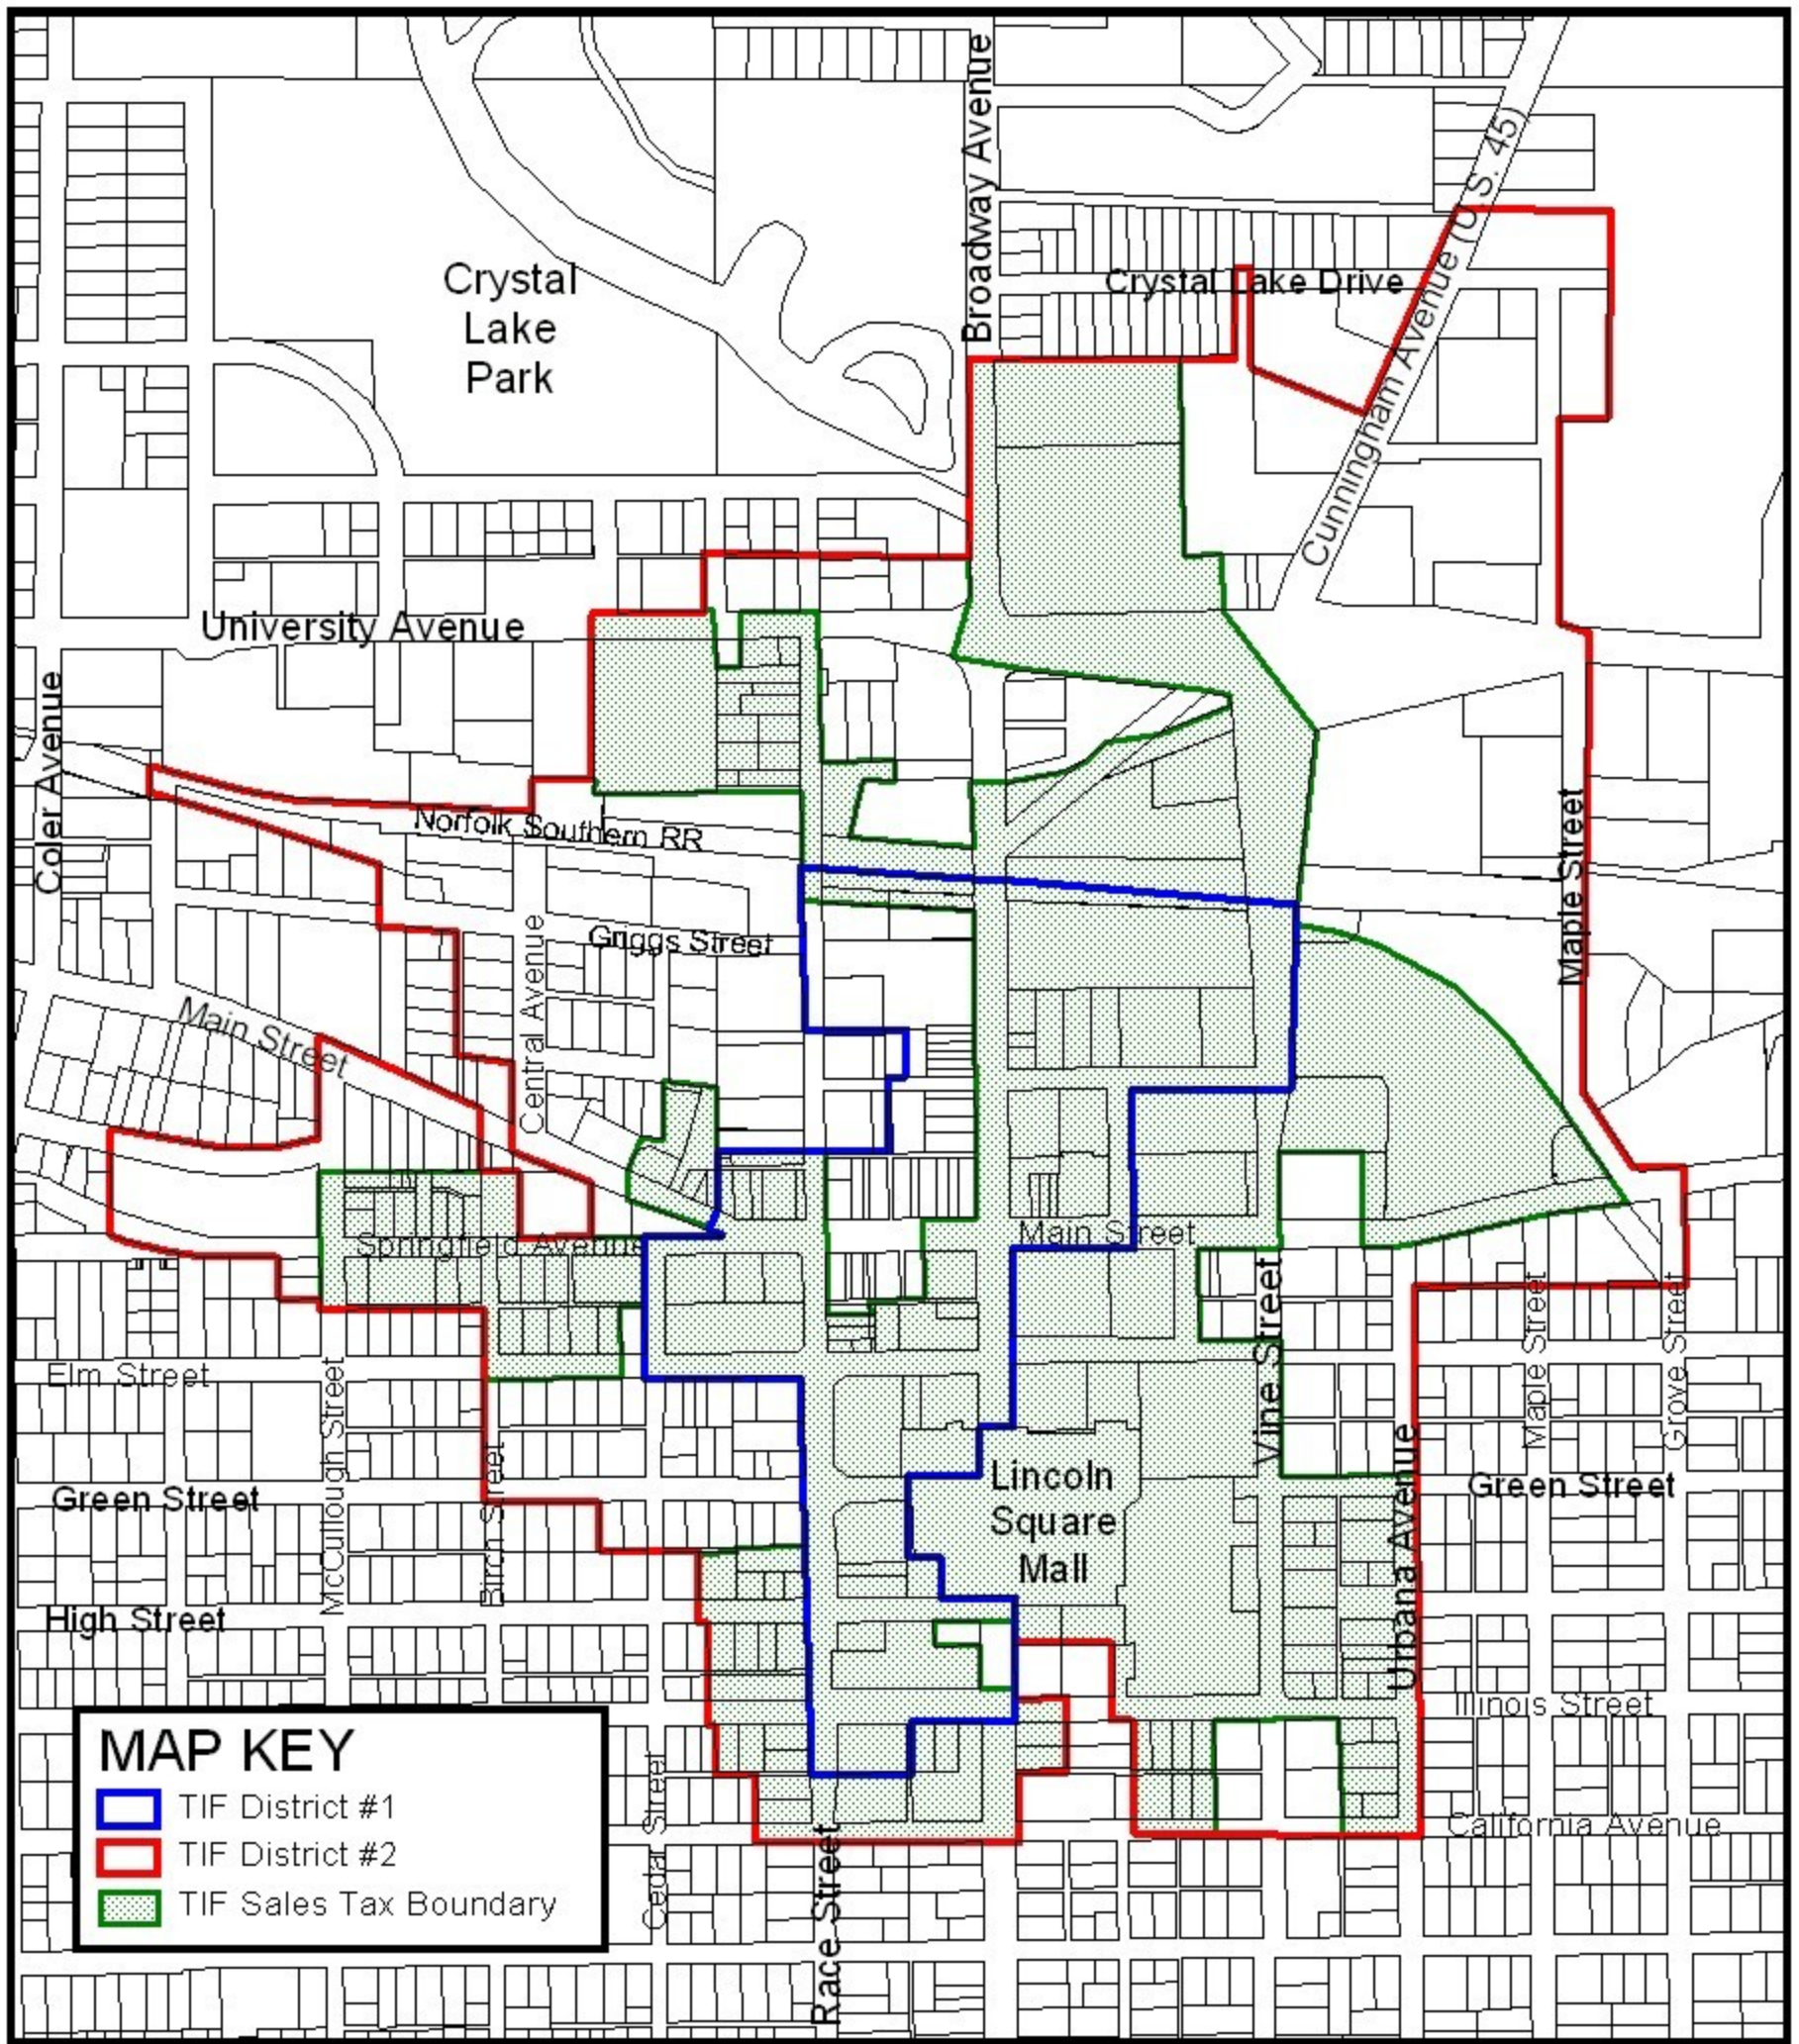 Broadway Avenue
Cunningham Avenue (U.S. 45)
Crystal
Lake
Park
Crystal Lake Drive
University Avenue
Coler Avenue
Norfolk Southern RR
Maple Street
Griggs Street
Central Avenue
Main Street
Main Street
Springfield Avenue
Vine Street
Maple Street
Grove Street
Elm Street
McCullough Street
Birch Street
Urbana Avenue
Lincoln
Square
Mall
Green Street
Green Street
High Street
Illinois Street
California Avenue
Cedar Street
Race Street
MAP KEY
TIF District #1
TIF District #2
TIF Sales Tax Boundary